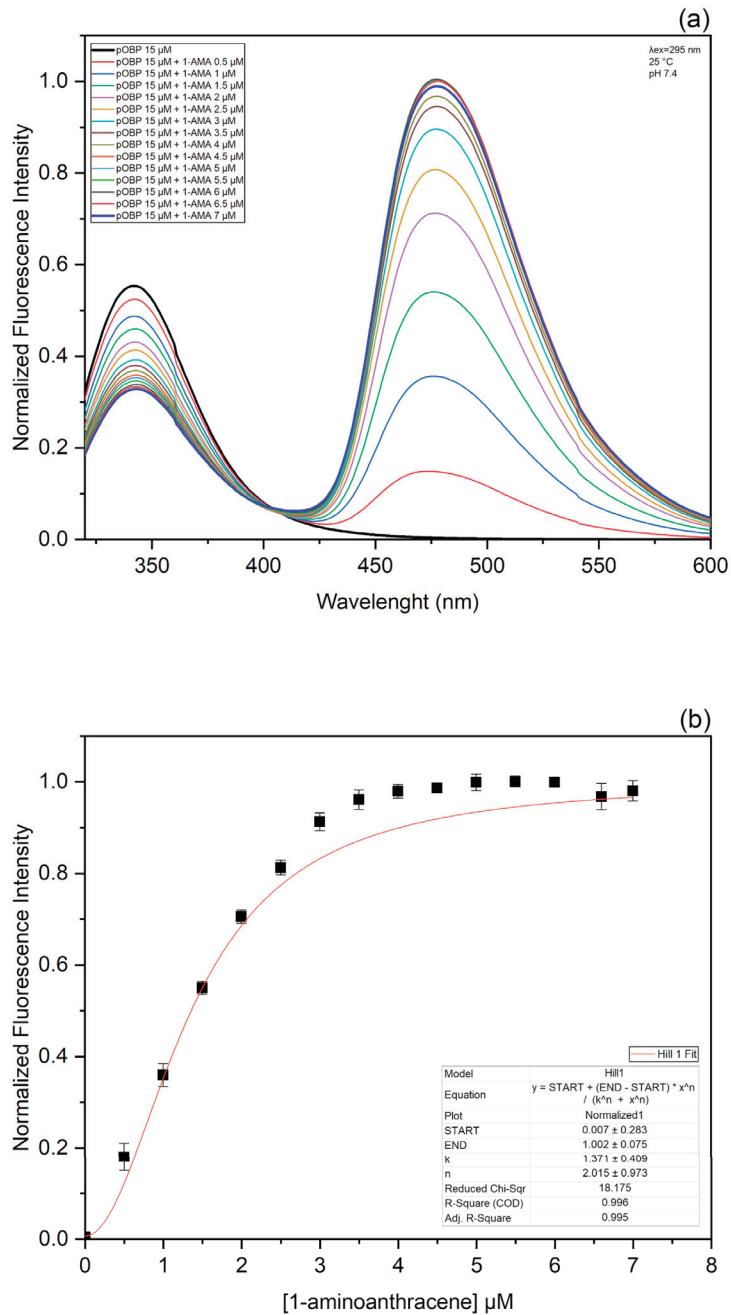 (a)
pOBP 15 µM
pOBP 15 µM + 1-AMA 0.5 µM
pOBP 15 µM + 1-AMA 1 µM
pOBP 15 µM + 1-AMA 1.5 µM
pOBP 15 µM + 1-AMA 2 µM
pOBP 15 µM + 1-AMA 2.5 µM
pOBP 15 µM + 1-AMA 3 µM
pOBP 15 µM + 1-AMA 3.5 µM
pOBP 15 µM + 1-AMA 4 µM
pOBP 15 µM + 1-AMA 4.5 µM
pOBP 15 µM + 1-AMA 5 µM
pOBP 15 µM + 1-AMA 5.5 µM
pOBP 15 µM + 1-AMA 6 µM
pOBP 15 µM + 1-AMA 6.5 µM
pOBP 15 µM + 1-AMA 7 µM
λex=295 nm
25 °C
pH 7.4
Normalized Fluorescence Intensity
1.0
0.8
0.6
0.4
0.2
0.0
350 400 450 500 550 600
Wavelenght (nm)
(b)
Normalized Fluorescence Intensity
1.0
0.8
0.6
0.4
0.2
0.0
Hill 1 Fit
Model Hill1
Equation y = START + (END - START) * x^n / (k^n + x^n)
Plot Normalized1
START 0.007 ± 0.283
END 1.002 ± 0.075
k 1.371 ± 0.409
n 2.015 ± 0.973
Reduced Chi-Sqr 18.175
R-Square (COD) 0.996
Adj. R-Square 0.995
0 1 2 3 4 5 6 7 8
[1-aminoanthracene] µM